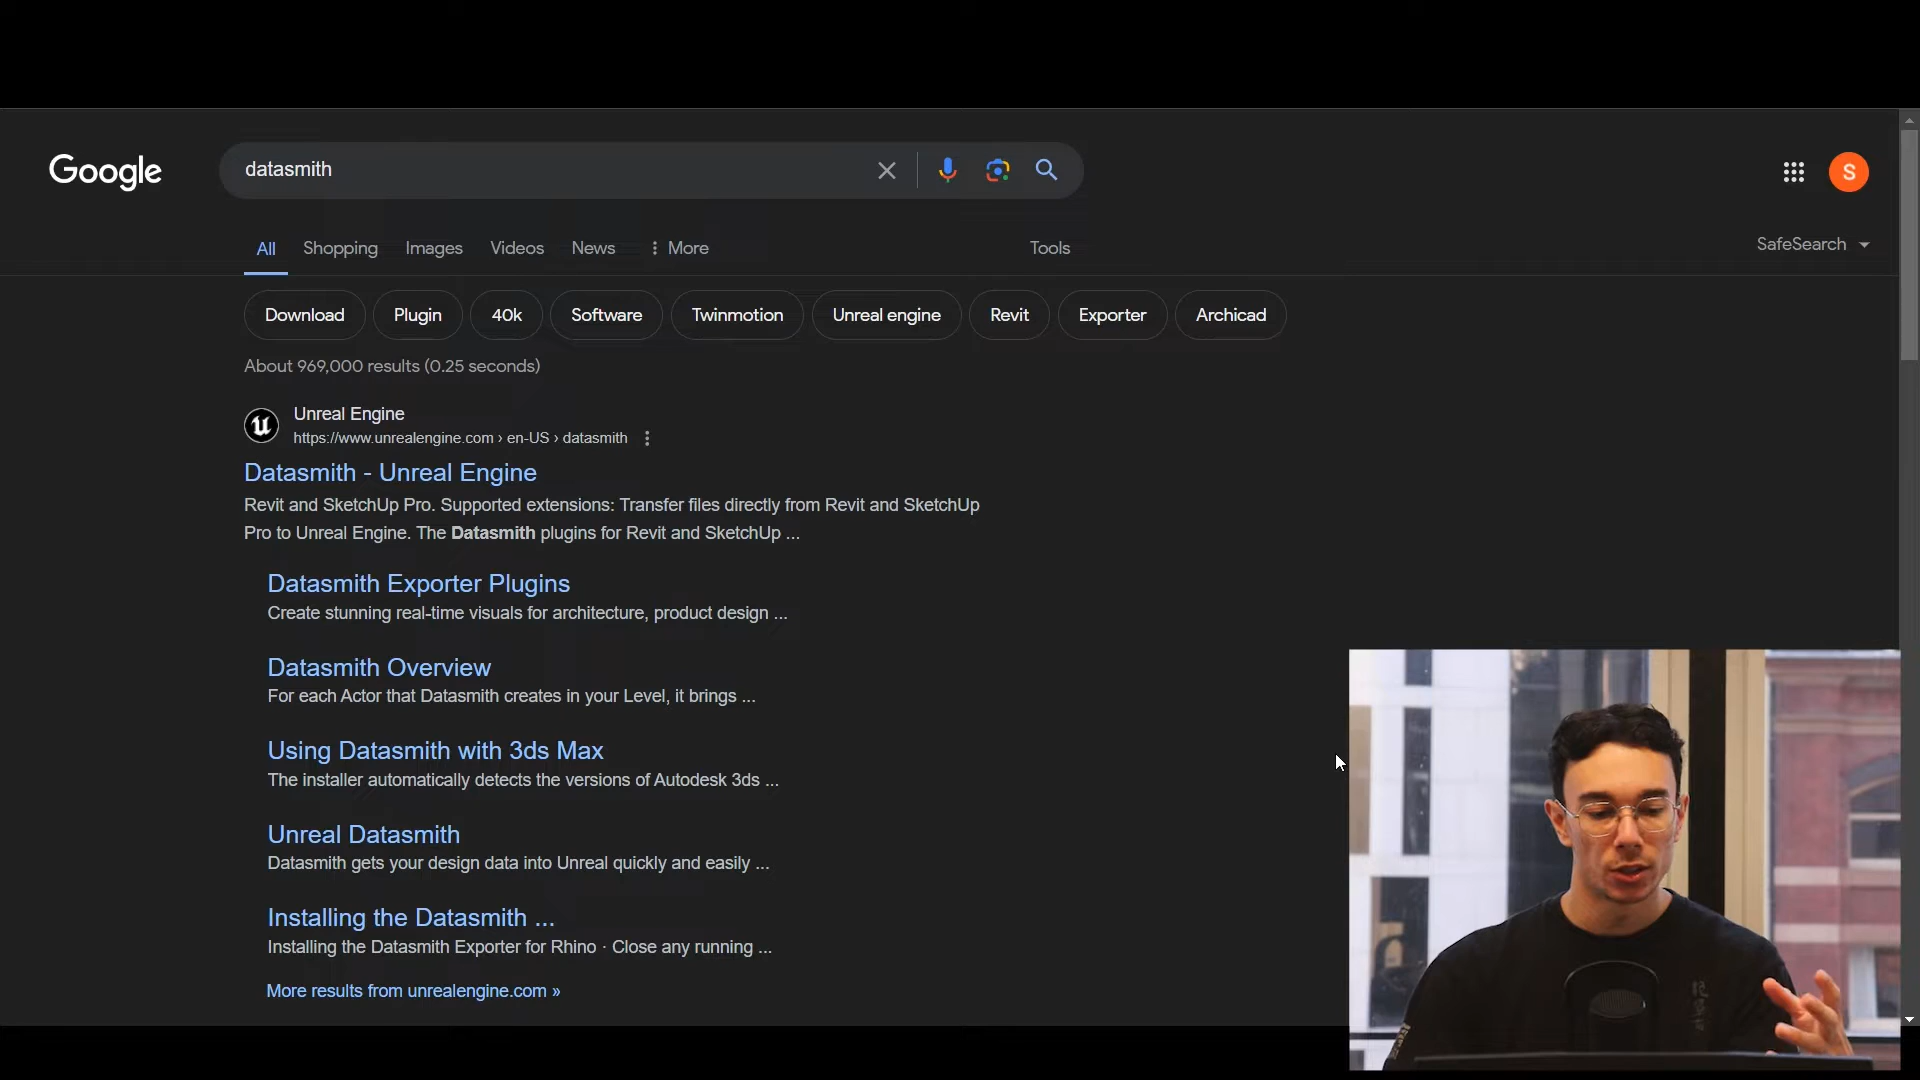 Google
datasmith
S
All Shopping Images Videos News More Tools SafeSearch
Download Plugin 40k Software Twinmotion Unreal engine Revit Exporter Archicad
About 969,000 results (0.25 seconds)
Unreal Engine
https://www.unrealengine.com › en-US › datasmith
Datasmith - Unreal Engine
Revit and SketchUp Pro. Supported extensions: Transfer files directly from Revit and SketchUp
Pro to Unreal Engine. The Datasmith plugins for Revit and SketchUp ...
Datasmith Exporter Plugins
Create stunning real-time visuals for architecture, product design ...
Datasmith Overview
For each Actor that Datasmith creates in your Level, it brings ...
Using Datasmith with 3ds Max
The installer automatically detects the versions of Autodesk 3ds ...
Unreal Datasmith
Datasmith gets your design data into Unreal quickly and easily ...
Installing the Datasmith ...
Installing the Datasmith Exporter for Rhino · Close any running ...
More results from unrealengine.com »